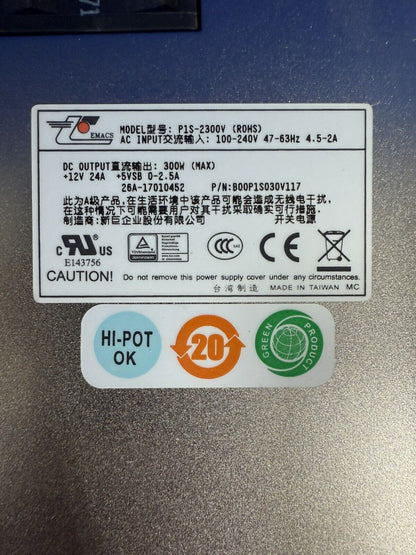 71
EMACS
MODEL型号: P1S-2300V (ROHS)
AC INPUT交流输入: 100-240V 47-63Hz 4.5-2A
DC OUTPUT直流输出: 300W (MAX)
+12V 24A +5VSB 0-2.5A
26A-17010452 P/N:B00P1S030V117
此为A级产品, 在生活环境中该产品可能会造成无线电干扰,
在这种情况下可能需要用户对其干扰采取确实可行的措施.
制造商: 新巨企业股份有限公司 开关电源
c UL US
E143756
CCC
CE
CAUTION! Do not remove this power supply cover under any circumstances.
台湾制造 MADE IN TAIWAN MC
HI-POT
OK
20
GREEN PRODUCT